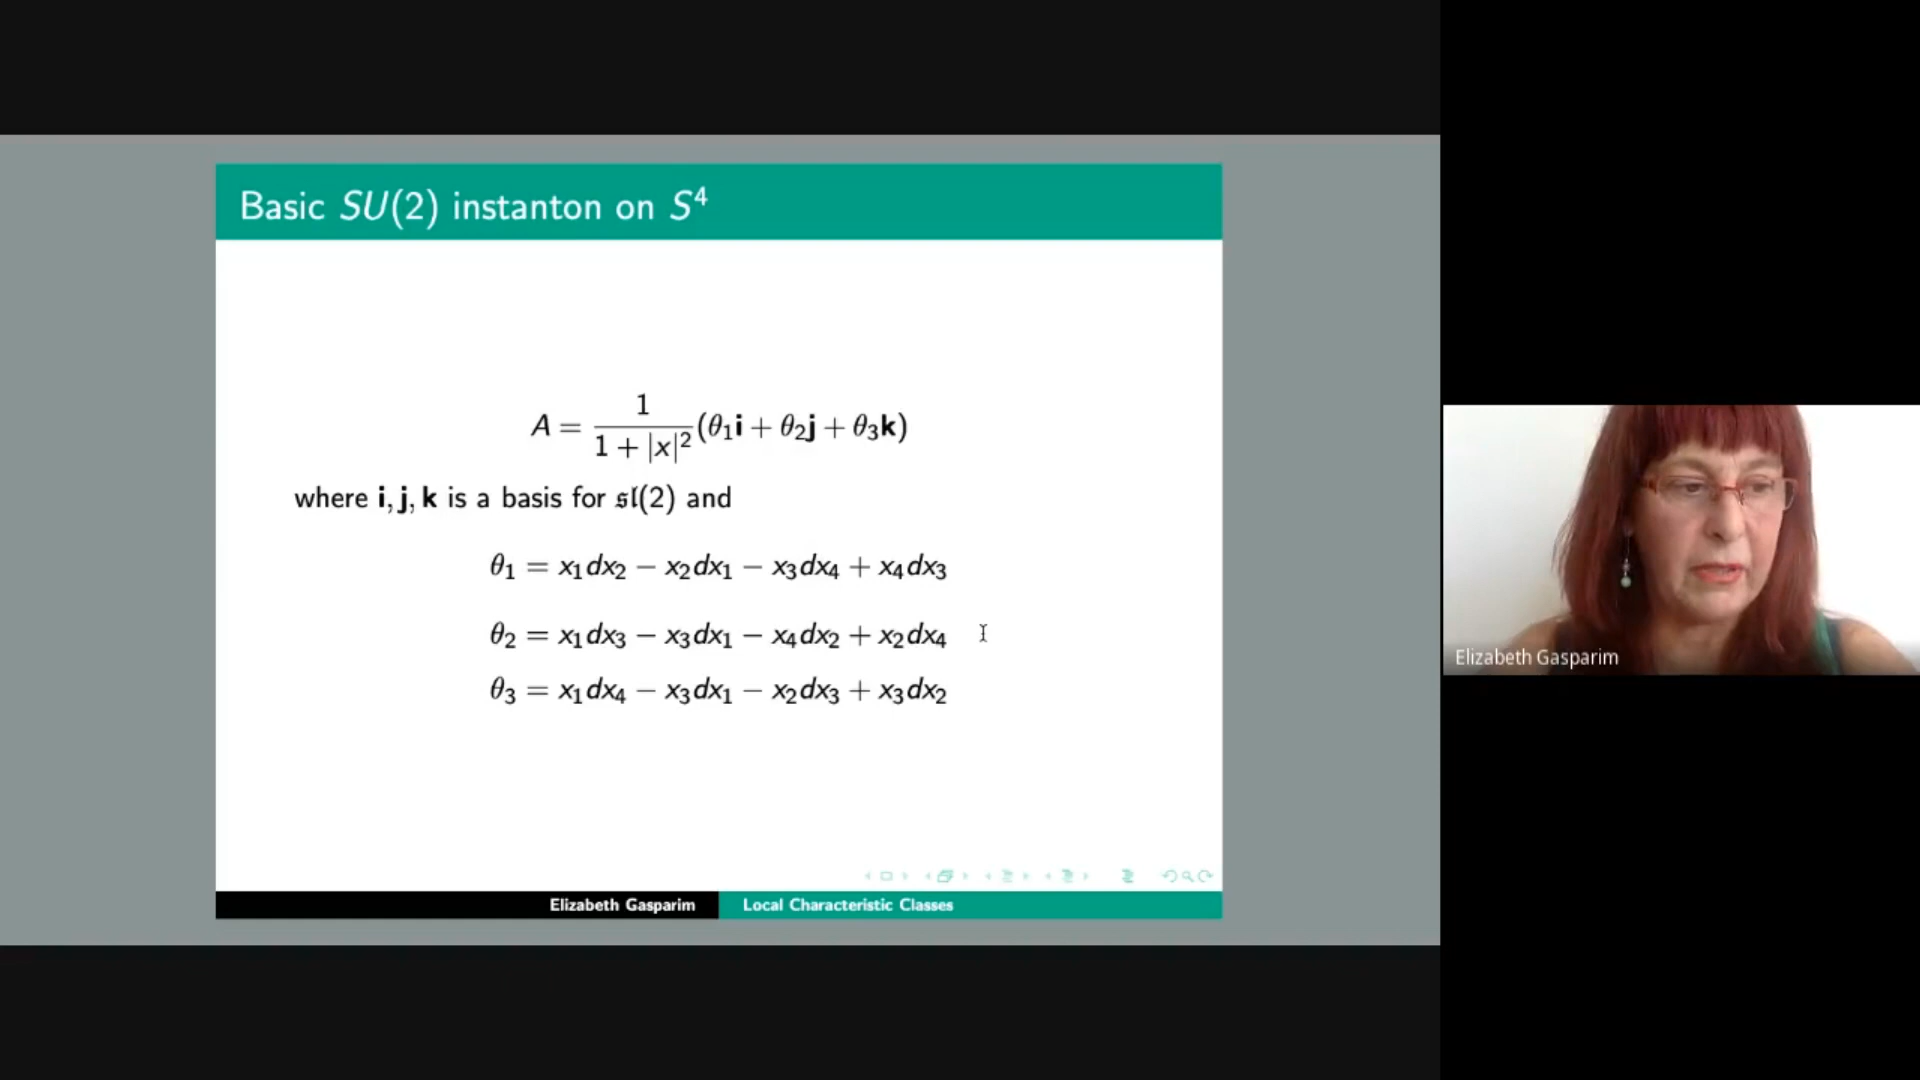 Basic SU(2) instanton on S⁴
A = 1/(1 + |x|²) (θ₁i + θ₂j + θ₃k)
where i, j, k is a basis for 𝔰𝔩(2) and
θ₁ = x₁dx₂ − x₂dx₁ − x₃dx₄ + x₄dx₃
θ₂ = x₁dx₃ − x₃dx₁ − x₄dx₂ + x₂dx₄
θ₃ = x₁dx₄ − x₃dx₁ − x₂dx₃ + x₃dx₂
Elizabeth Gasparim
Local Characteristic Classes
Elizabeth Gasparim